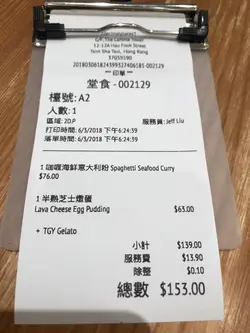 G/F, The Lamma Tower
12-12A Hau Fook Street
Tsim Sha Tsui, Hong Kong
37059190
** 印單 **
堂食 - 002129
檯號: A2
人數: 1
區域: 2D.P 服務員: Jeff Liu
打印時間: 6/3/2018 下午6:24:39
落單時間: 6/3/2018 下午6:24:39
1 咖喱海鮮意大利粉 Spaghetti Seafood Curry
$76.00
1 半熟芝士燉蛋
Lava Cheese Egg Pudding $63.00
+ TGY Gelato
小計 $139.00
服務費 $13.90
除整 $0.10
總數 $153.00